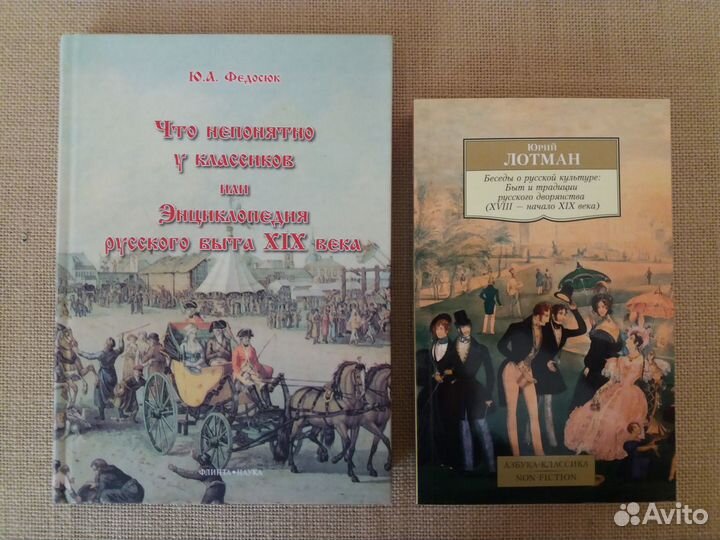 Ю.А. Федосюк
Что непонятно
у классиков
или
Энциклопедия
русского быта XIX века
ФЛИНТА • НАУКА
ЮРИЙ
ЛОТМАН
Беседы о русской культуре:
Быт и традиции
русского дворянства
(XVIII — начало XIX века)
АЗБУКА-КЛАССИКА
NON-FICTION
Avito